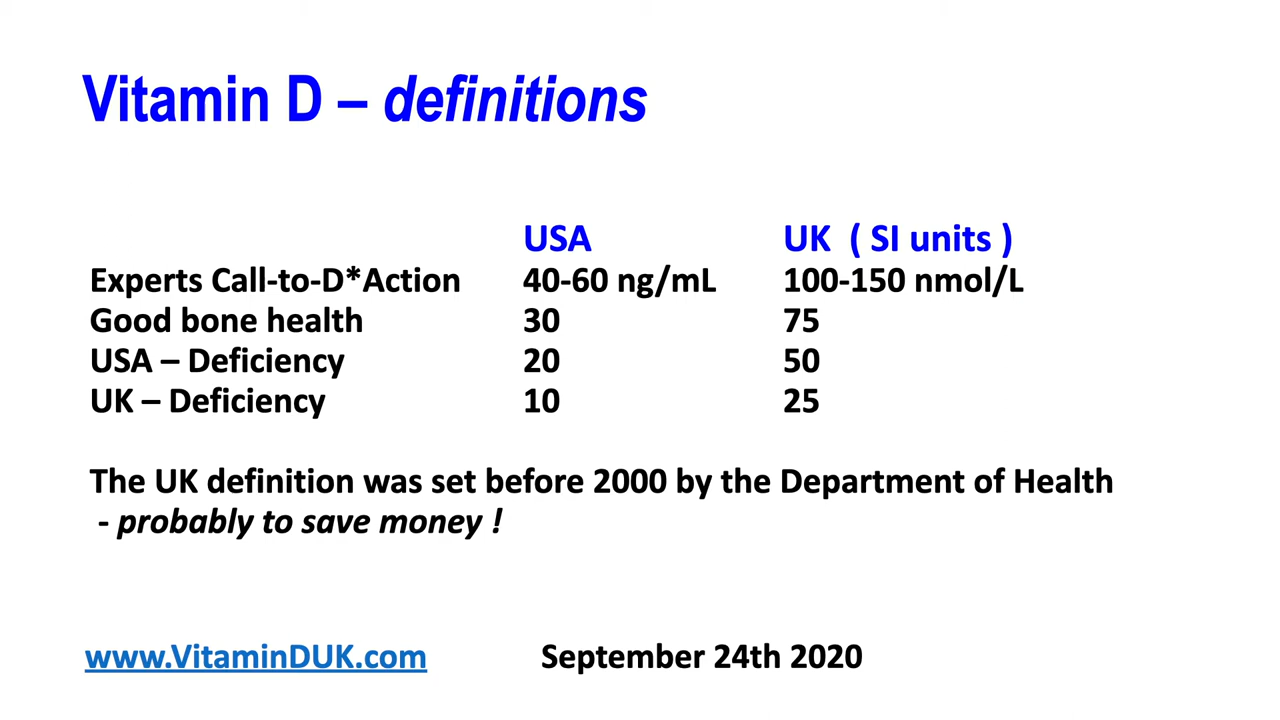 Vitamin D – definitions
USA UK ( SI units )
Experts Call-to-D*Action 40-60 ng/mL 100-150 nmol/L
Good bone health 30 75
USA – Deficiency 20 50
UK – Deficiency 10 25
The UK definition was set before 2000 by the Department of Health
- probably to save money !
www.VitaminDUK.com September 24th 2020